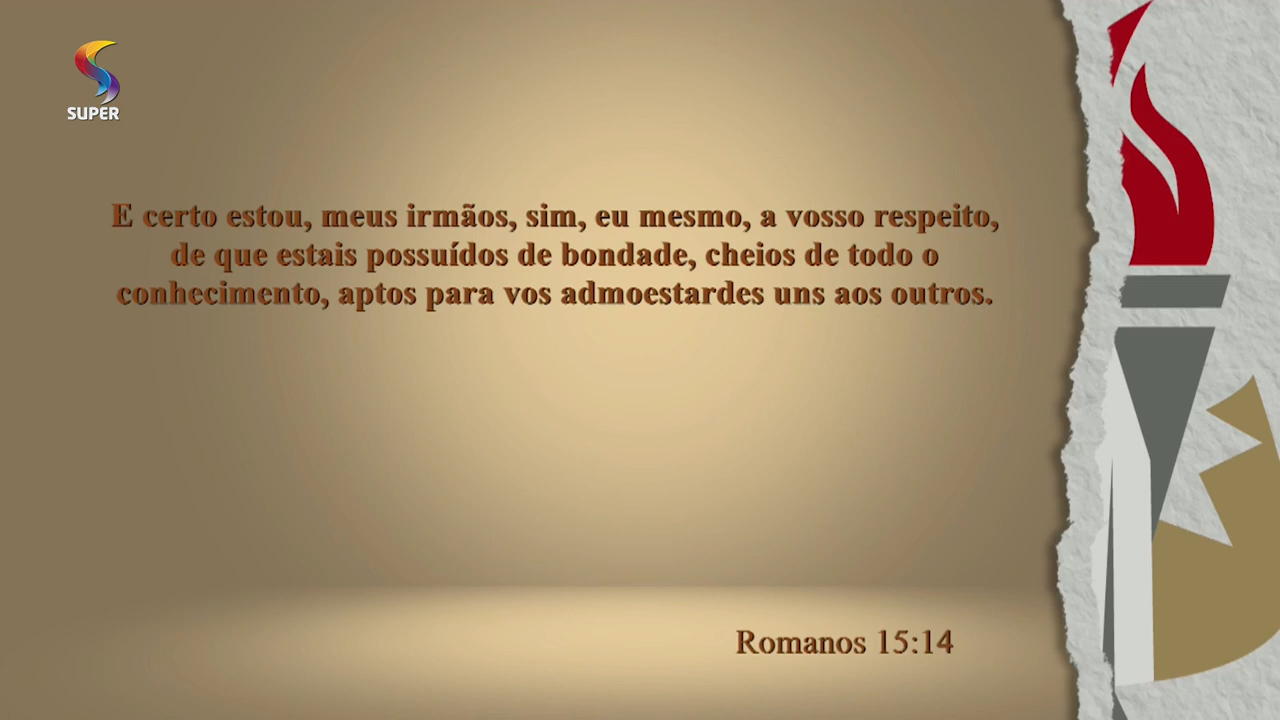 SUPER
E certo estou, meus irmãos, sim, eu mesmo, a vosso respeito,
de que estais possuídos de bondade, cheios de todo o
conhecimento, aptos para vos admoestardes uns aos outros.
Romanos 15:14